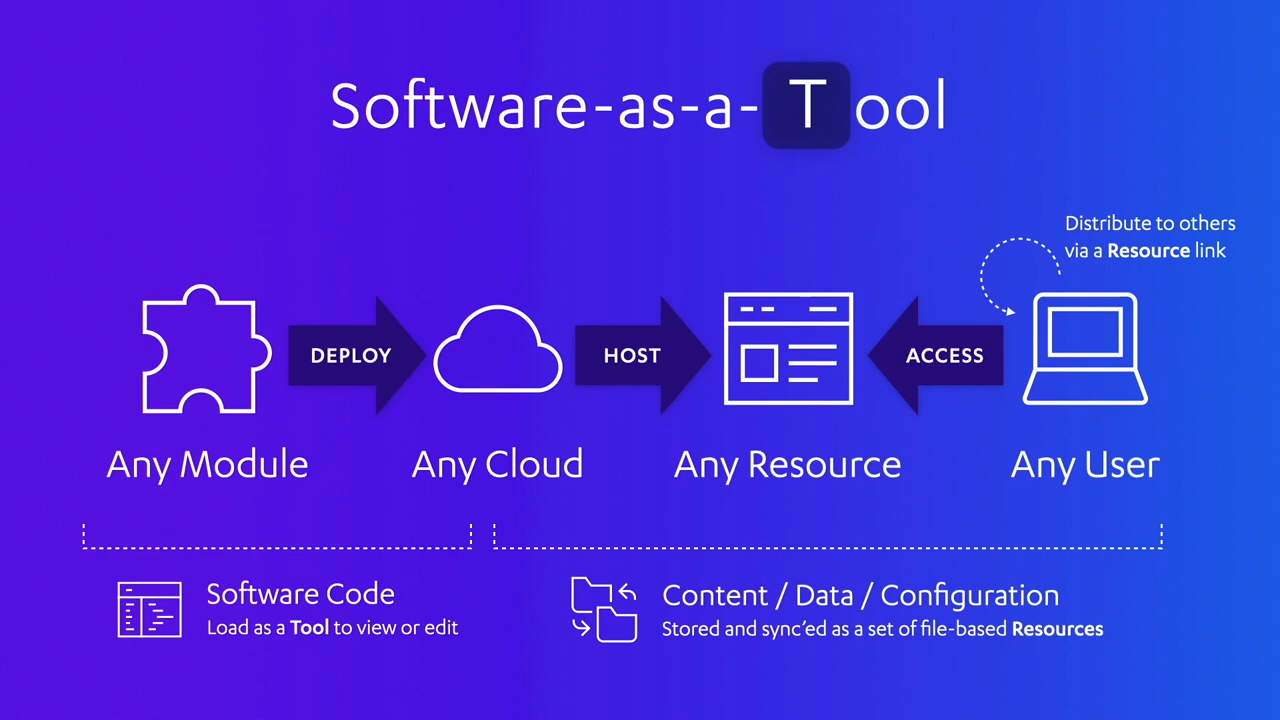 Software-as-a-Tool
Distribute to others
via a Resource link
DEPLOY
HOST
ACCESS
Any Module
Any Cloud
Any Resource
Any User
Software Code
Load as a Tool to view or edit
Content / Data / Configuration
Stored and sync’ed as a set of file-based Resources